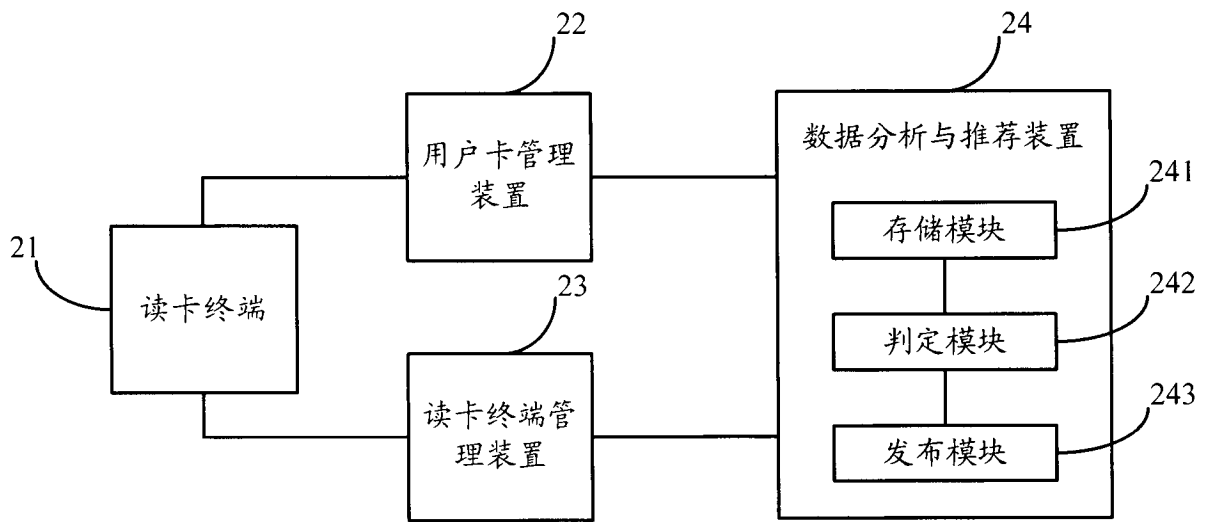 22
用户卡管理
装置
21
读卡终端
23
读卡终端管
理装置
24
数据分析与推荐装置
241
存储模块
242
判定模块
243
发布模块